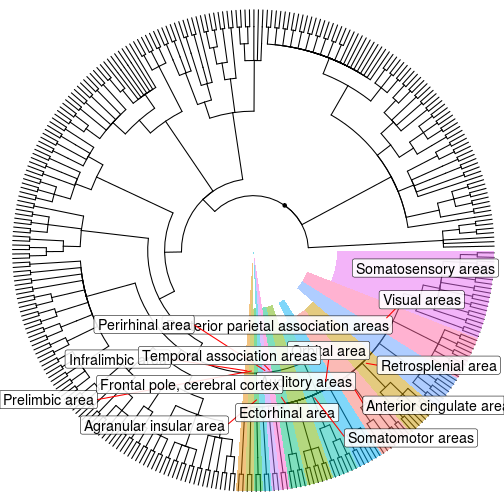 Somatosensory areas
Visual areas
Perirhinal area
erior parietal association areas
Temporal association areas
al area
Infralimbic
Retrosplenial area
Frontal pole, cerebral cortex
litory areas
Prelimbic area
Anterior cingulate are
Ectorhinal area
Agranular insular area
Somatomotor areas